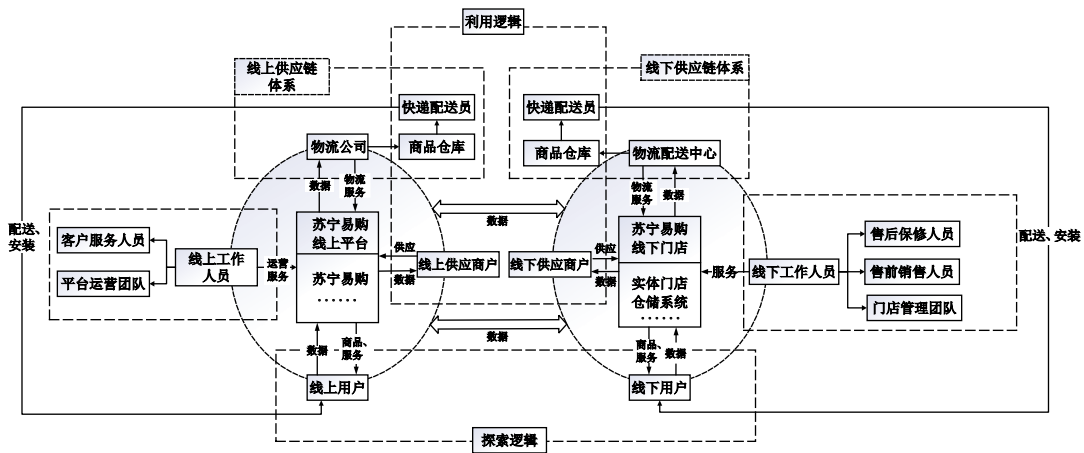 利用逻辑
线上供应链
体系
线下供应链体系
快递配送员
快递配送员
物流公司
商品仓库
商品仓库
物流配送中心
数据
物流
服务
物流
服务
数据
数据
配送、
安装
客户服务人员
平台运营团队
线上工作
人员
运营
服务
苏宁易购
线上平台
苏宁易购
······
供应
数据
线上供应商户
线下供应商户
供应
数据
苏宁易购
线下门店
实体门店
仓储系统
······
服务
线下工作人员
售后保修人员
售前销售人员
门店管理团队
配送、安装
数据
数据
商品、
服务
商品、
服务
数据
线上用户
线下用户
探索逻辑